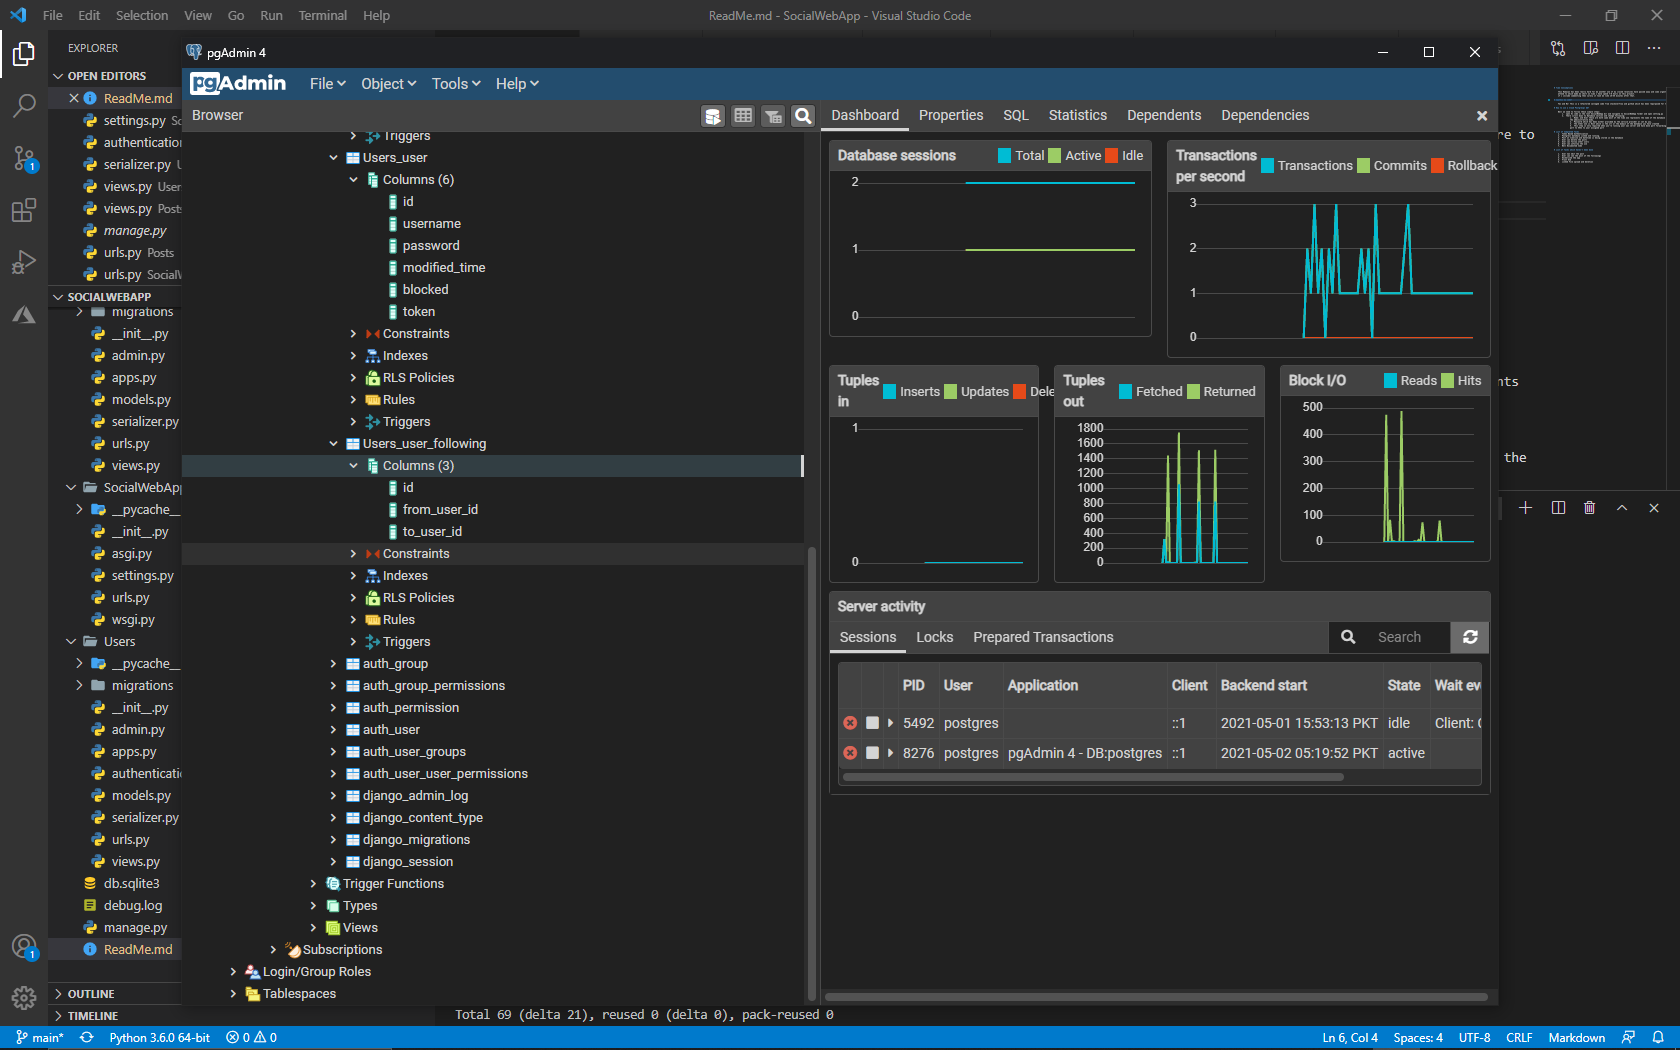 File Edit Selection View Go Run Terminal Help
ReadMe.md - SocialWebApp - Visual Studio Code
EXPLORER
OPEN EDITORS
ReadMe.md
settings.py
authentication
serializer.py
views.py User
views.py Posts
manage.py
urls.py Posts
urls.py
SOCIALWEBAPP
migrations
__init__.py
admin.py
apps.py
models.py
serializer.py
urls.py
views.py
SocialWebApp
__pycache__
__init__.py
asgi.py
settings.py
urls.py
wsgi.py
Users
__pycache__
migrations
__init__.py
admin.py
apps.py
authenticati
models.py
serializer.py
urls.py
views.py
db.sqlite3
debug.log
manage.py
ReadMe.md
OUTLINE
TIMELINE
pgAdmin 4
pgAdmin
File Object Tools Help
Browser
Triggers
Users_user
Columns (6)
id
username
password
modified_time
blocked
token
Constraints
Indexes
RLS Policies
Rules
Triggers
Users_user_following
Columns (3)
id
from_user_id
to_user_id
Constraints
Indexes
RLS Policies
Rules
Triggers
auth_group
auth_group_permissions
auth_permission
auth_user
auth_user_groups
auth_user_user_permissions
django_admin_log
django_content_type
django_migrations
django_session
Trigger Functions
Types
Views
Subscriptions
Login/Group Roles
Tablespaces
Dashboard Properties SQL Statistics Dependents Dependencies
Database sessions
Total Active Idle
2
1
0
Transactions per second
Transactions Commits Rollback
3
2
1
0
Tuples in
Inserts Updates Dele
1
0
Tuples out
Fetched Returned
1800
1600
1400
1200
1000
800
600
400
200
0
Block I/O
Reads Hits
500
400
300
200
100
0
Server activity
Sessions Locks Prepared Transactions
Search
PID User Application Client Backend start State Wait ev
5492 postgres ::1 2021-05-01 15:53:13 PKT idle Client: C
8276 postgres pgAdmin 4 - DB:postgres ::1 2021-05-02 05:19:52 PKT active
re to
nts
the
Total 69 (delta 21), reused 0 (delta 0), pack-reused 0
1
1
main* Python 3.6.0 64-bit 0 0
Ln 6, Col 4 Spaces: 4 UTF-8 CRLF Markdown